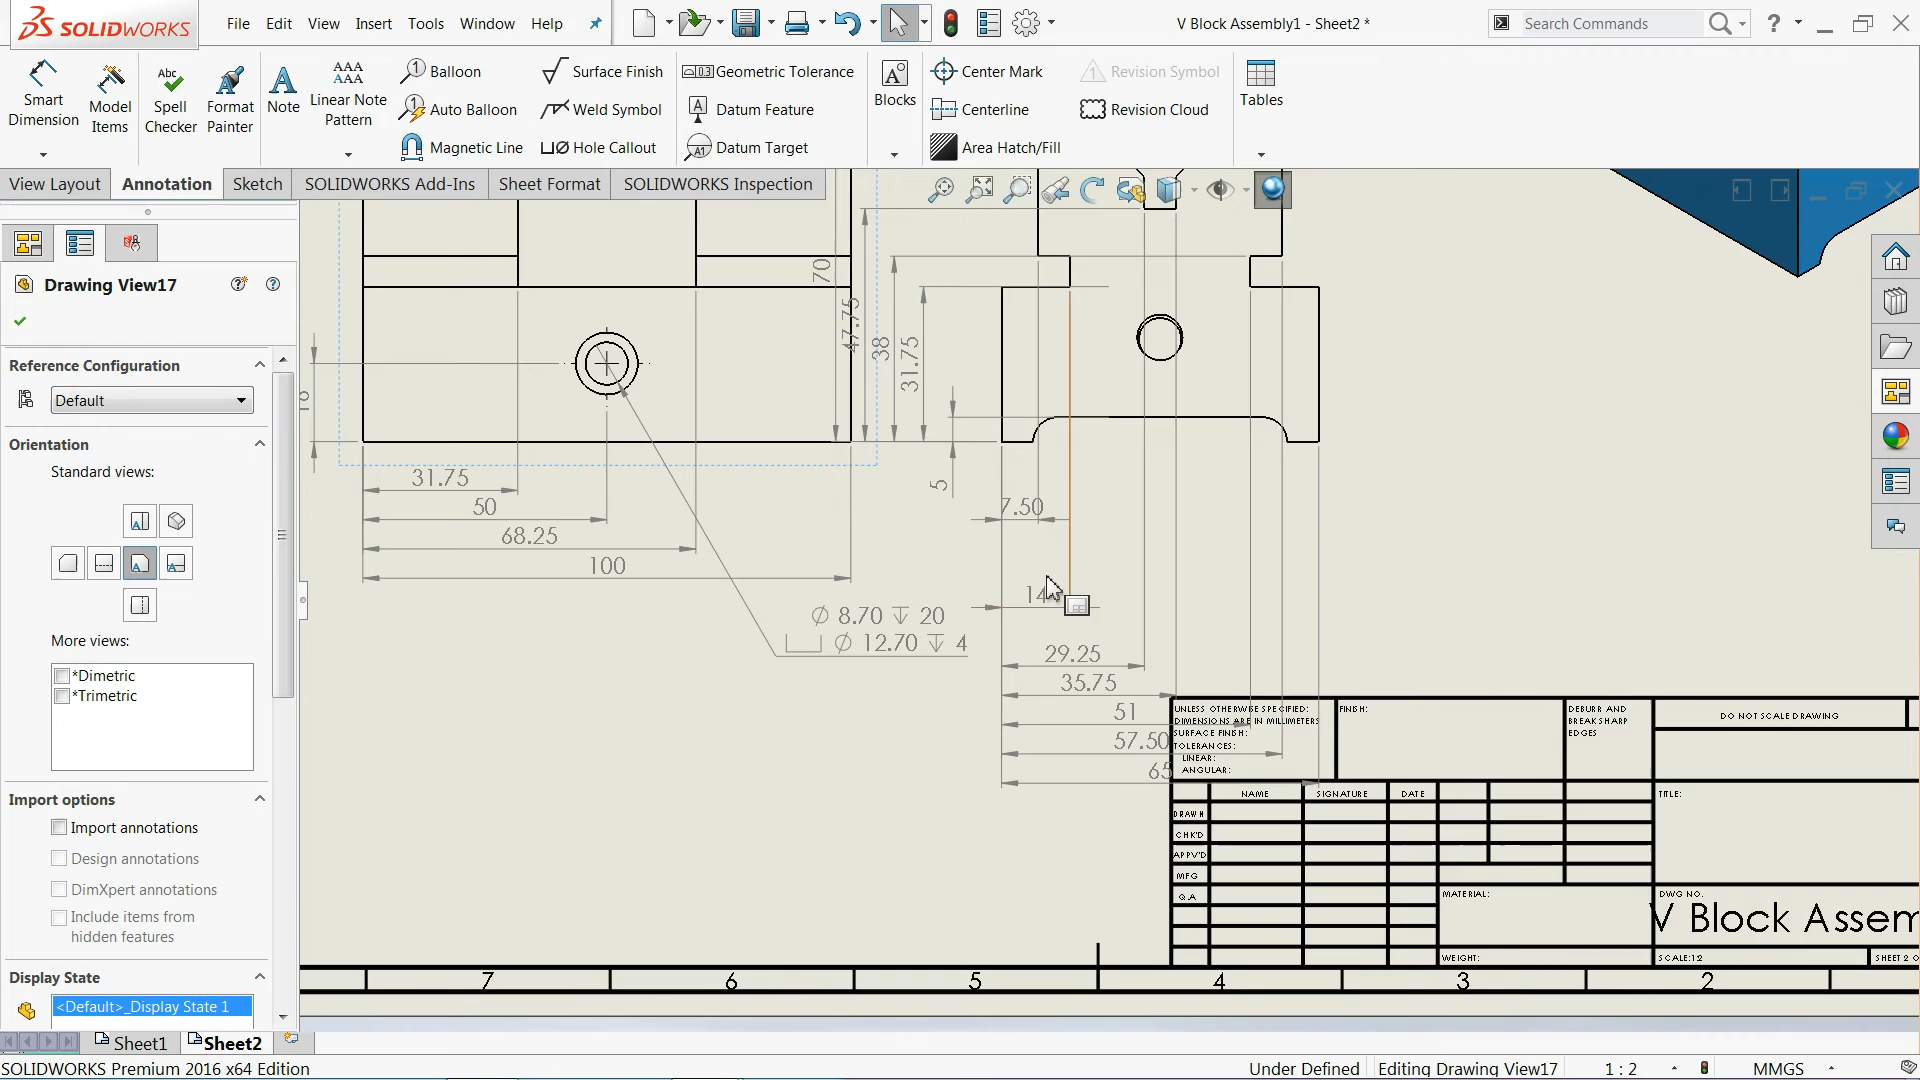 SOLIDWORKS
File Edit View Insert Tools Window Help
V Block Assembly1 - Sheet2 *
Search Commands
Smart Dimension
Model Items
Abc
Spell Checker
Format Painter
Note
Linear Note Pattern
Balloon
Auto Balloon
Magnetic Line
Surface Finish
Weld Symbol
Hole Callout
Geometric Tolerance
Datum Feature
Datum Target
Blocks
Center Mark
Centerline
Area Hatch/Fill
Revision Symbol
Revision Cloud
Tables
View Layout
Annotation
Sketch
SOLIDWORKS Add-Ins
Sheet Format
SOLIDWORKS Inspection
Drawing View17
Reference Configuration
Default
Orientation
Standard views:
More views:
*Dimetric
*Trimetric
Import options
Import annotations
Design annotations
DimXpert annotations
Include items from
hidden features
Display State
<Default>_Display State 1
70
47.75
38
31.75
5
7.50
31.75
50
68.25
100
⌀ 8.70 ↧ 20
⌴ ⌀ 12.70 ↧ 4
29.25
35.75
51
57.50
65
UNLESS OTHERWISE SPECIFIED:
DIMENSIONS ARE IN MILLIMETERS
SURFACE FINISH:
TOLERANCES:
LINEAR:
ANGULAR:
FINISH:
DEBURR AND
BREAK SHARP
EDGES
DO NOT SCALE DRAWING
NAME
SIGNATURE
DATE
TITLE:
DRAWN
CHK'D
APPV'D
MFG
Q.A
MATERIAL:
DWG NO.
V Block Assem
WEIGHT:
SCALE:1:2
SHEET 2 O
7 6 5 4 3 2
Sheet1
Sheet2
SOLIDWORKS Premium 2016 x64 Edition
Under Defined
Editing Drawing View17
1 : 2
MMGS